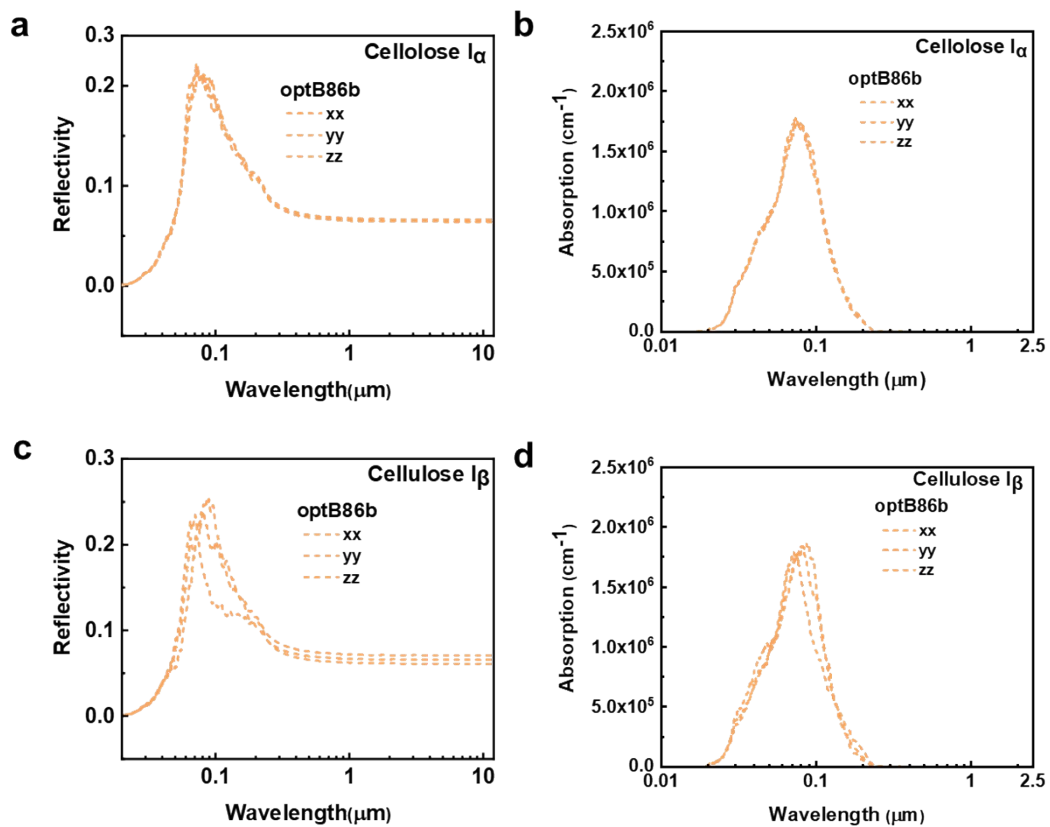 a
0.3
Cellolose Iα
optB86b
xx
yy
zz
0.2
0.1
0.0
Reflectivity
0.1
1
10
Wavelength(μm)
b
2.5x10⁶
Cellolose Iα
optB86b
xx
yy
zz
2.0x10⁶
1.5x10⁶
1.0x10⁶
5.0x10⁵
0.0
Absorption (cm⁻¹)
0.01
0.1
1
2.5
Wavelength (μm)
c
0.3
Cellulose Iβ
optB86b
xx
yy
zz
0.2
0.1
0.0
Reflectivity
0.1
1
10
Wavelength(μm)
d
2.5x10⁶
Cellulose Iβ
optB86b
xx
yy
zz
2.0x10⁶
1.5x10⁶
1.0x10⁶
5.0x10⁵
0.0
Absorption (cm⁻¹)
0.01
0.1
1
2.5
Wavelength (μm)